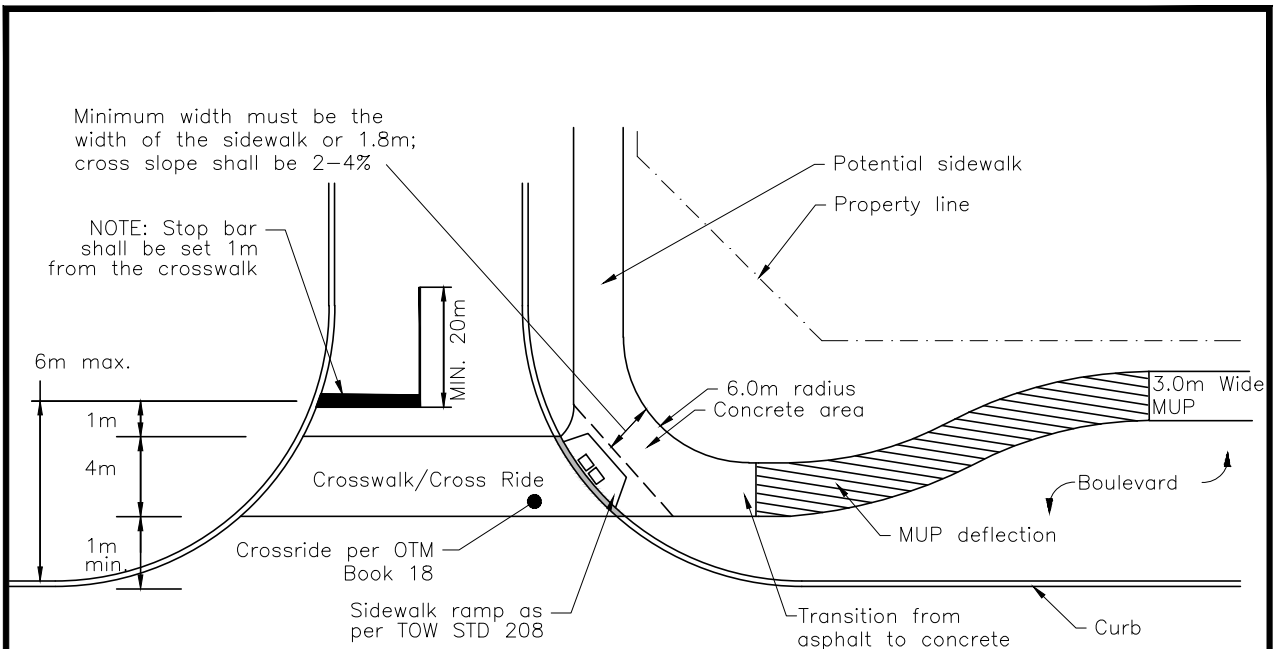 Minimum width must be the
width of the sidewalk or 1.8m;
cross slope shall be 2-4%
NOTE: Stop bar
shall be set 1m
from the crosswalk
Potential sidewalk
Property line
MIN. 20m
6m max.
1m
4m
1m
min.
6.0m radius
Concrete area
3.0m Wide
MUP
Crosswalk/Cross Ride
Boulevard
MUP deflection
Crossride per OTM
Book 18
Sidewalk ramp as
per TOW STD 208
Transition from
asphalt to concrete
Curb